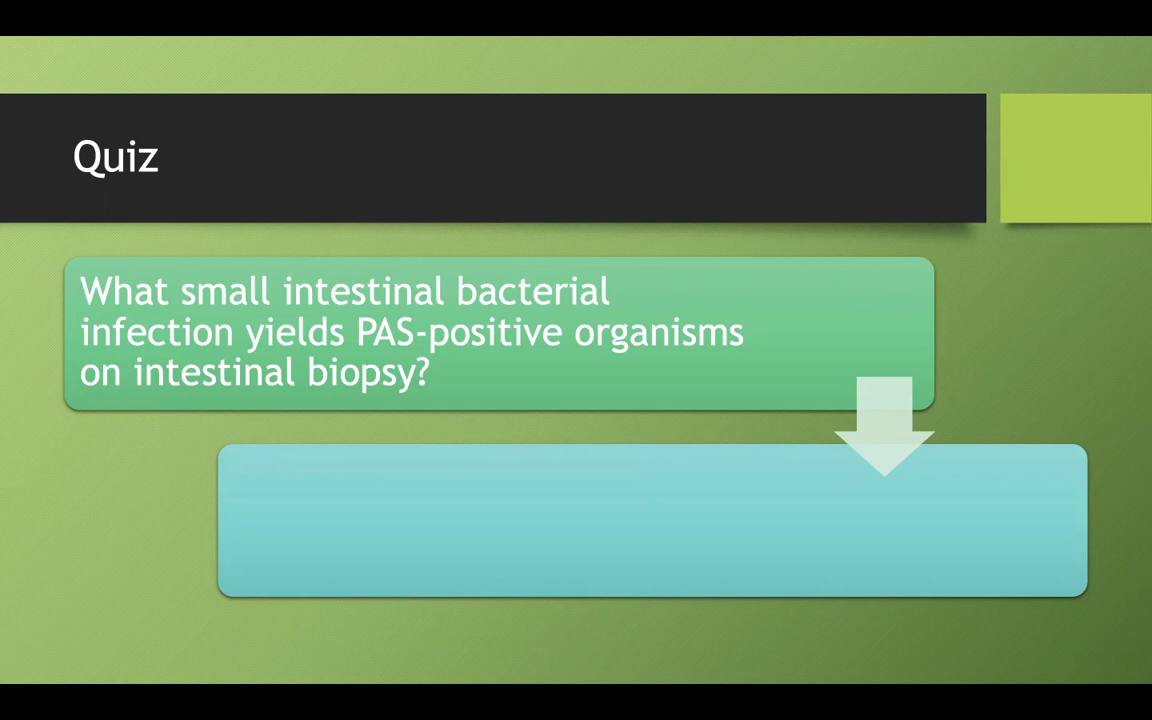 Quiz
What small intestinal bacterial
infection yields PAS-positive organisms
on intestinal biopsy?